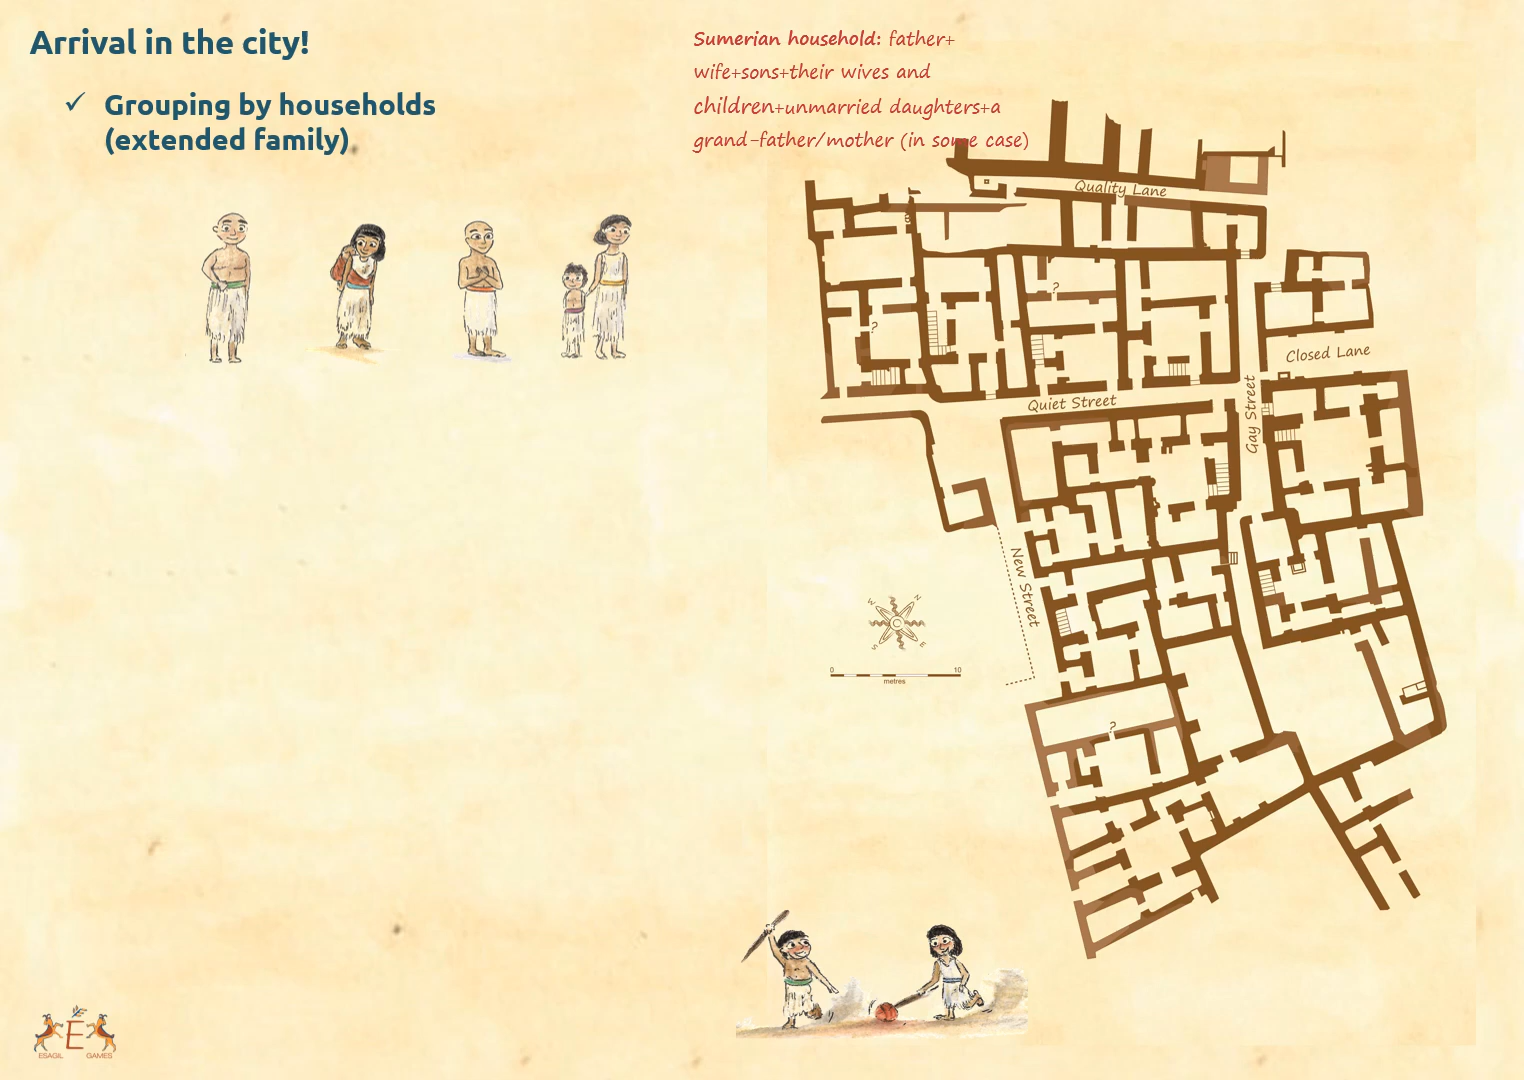 Arrival in the city!
✓ Grouping by households
(extended family)
Sumerian household: father+
wife+sons+their wives and
children+unmarried daughters+a
grand-father/mother (in some case)
Quality Lane
?
?
Closed Lane
Quiet Street
Gay Street
New Street
W N
S E
0 10
metres
?
E
ESAGIL GAMES